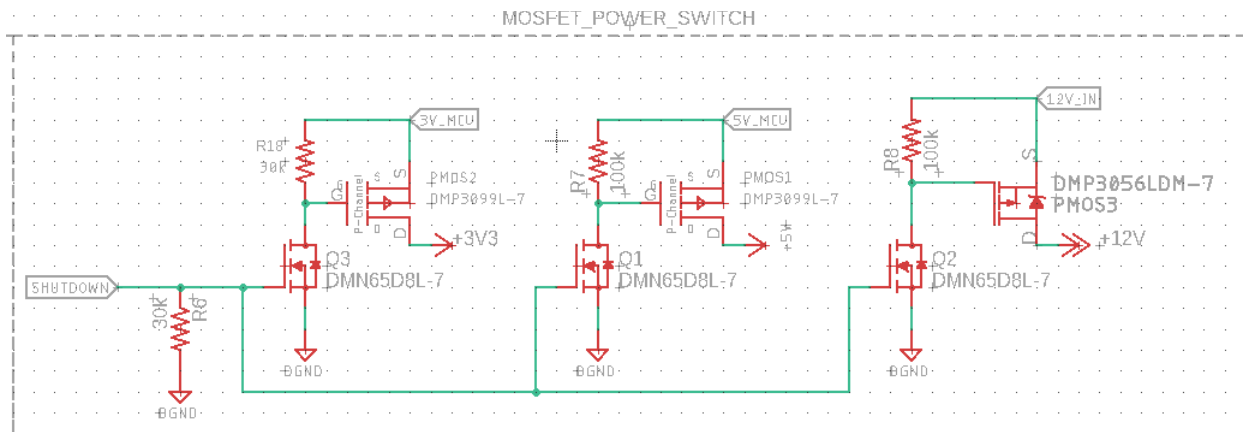 MOSFET_POWER_SWITCH
3V_MCU
5V_MCU
12V_IN
R18
30k
G
P-Channel
S
D
PMOS2
DMP3099L-7
+3V3
R7
100k
G
P-Channel
S
D
PMOS1
DMP3099L-7
+5V
R8
100k
S
D
DMP3056LDM-7
PMOS3
+12V
SHUTDOWN
30k
R6
Q3
DMN65D8L-7
Q1
DMN65D8L-7
Q2
DMN65D8L-7
DGND
DGND
DGND
DGND